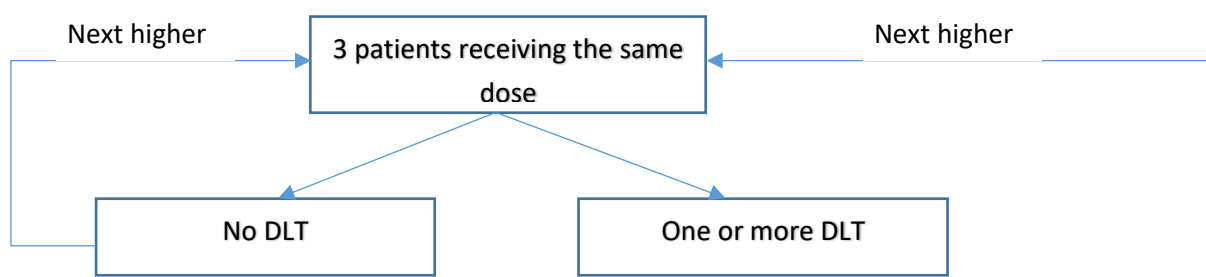 Next higher
3 patients receiving the same
dose
Next higher
No DLT
One or more DLT